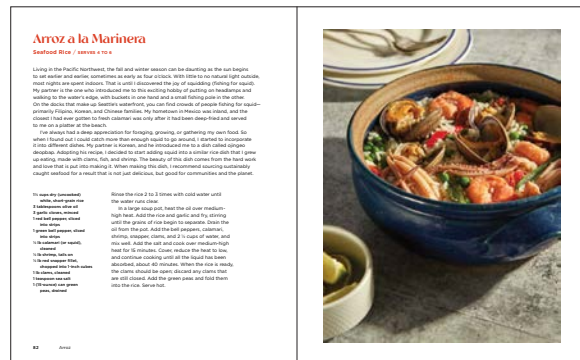 Arroz a la Marinera
Seafood Rice / SERVES 4 TO 6
Living in the Pacific Northwest, the fall and winter season can be daunting as the sun begins
to set earlier and earlier, sometimes as early as four o'clock. With little to no natural light outside,
most nights are spent indoors. That is until I discovered the joy of squidding (fishing for squid).
My partner is the one who introduced me to this exciting hobby of putting on headlamps and
walking to the water's edge, with buckets in one hand and a small fishing pole in the other.
On the docks that make up Seattle's waterfront, you can find crowds of people fishing for squid—
primarily Filipino, Korean, and Chinese families. My hometown in Mexico was inland, and the
closest I had ever gotten to fresh calamari was only after it had been deep-fried and served
to me on a platter at the beach.
I've always had a deep appreciation for foraging, growing, or gathering my own food. So
when I found out I could catch more than enough squid to go around, I started to incorporate
it into different dishes. My partner is Korean, and he introduced me to a dish called ojingeo
deopbap. Adopting his recipe, I decided to start adding squid into a similar rice dish that I grew
up eating, made with clams, fish, and shrimp. The beauty of this dish comes from the hard work
and love that is put into making it. When making this dish, I recommend sourcing sustainably
caught seafood for a result that is not just delicious, but good for communities and the planet.
cups dry (uncooked)
white, short-grain rice
3 tablespoons olive oil
3 garlic cloves, minced
1 red bell pepper, sliced
into strips
1 green bell pepper, sliced
into strips
½ lb calamari (or squid),
cleaned
½ lb shrimp, tails on
½ lb red snapper fillet,
chopped into 1-inch cubes
1 lb clams, cleaned
1 teaspoon sea salt
1 (15-ounce) can green
peas, drained
Rinse the rice 2 to 3 times with cold water until
the water runs clear.
In a large soup pot, heat the oil over medium-
high heat. Add the rice and garlic and fry, stirring
until the grains of rice begin to separate. Drain the
oil from the pot. Add the bell peppers, calamari,
shrimp, snapper, clams, and 2 ½ cups of water, and
mix well. Add the salt and cook over medium-high
heat for 15 minutes. Cover, reduce the heat to low,
and continue cooking until all the liquid has been
absorbed, about 40 minutes. When the rice is ready,
the clams should be open; discard any clams that
are still closed. Add the green peas and fold them
into the rice. Serve hot.
82 Arroz